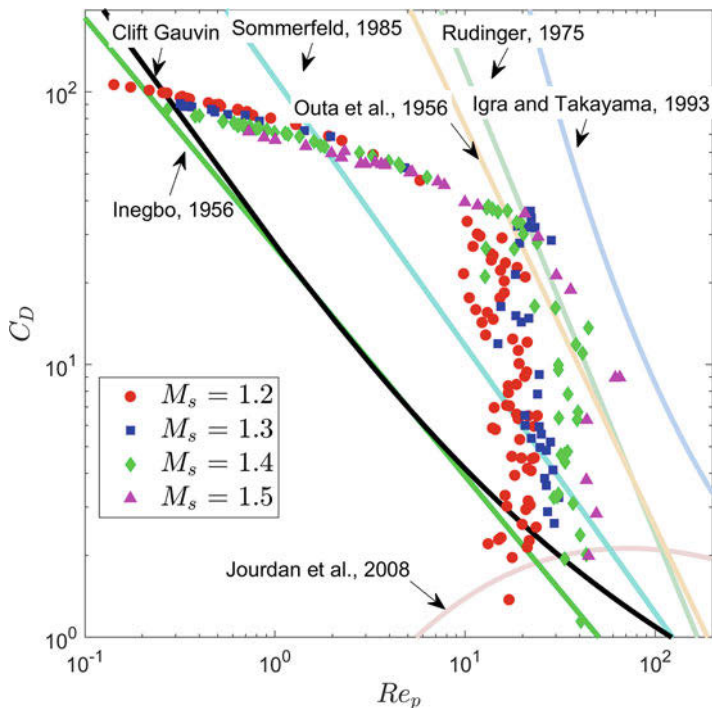 Clift Gauvin
Sommerfeld, 1985
Rudinger, 1975
Outa et al., 1956
Igra and Takayama, 1993
Inegbo, 1956
Jourdan et al., 2008
M_s = 1.2
M_s = 1.3
M_s = 1.4
M_s = 1.5
C_D
10^2
10^1
10^0
10^-1
10^0
10^1
10^2
Re_p